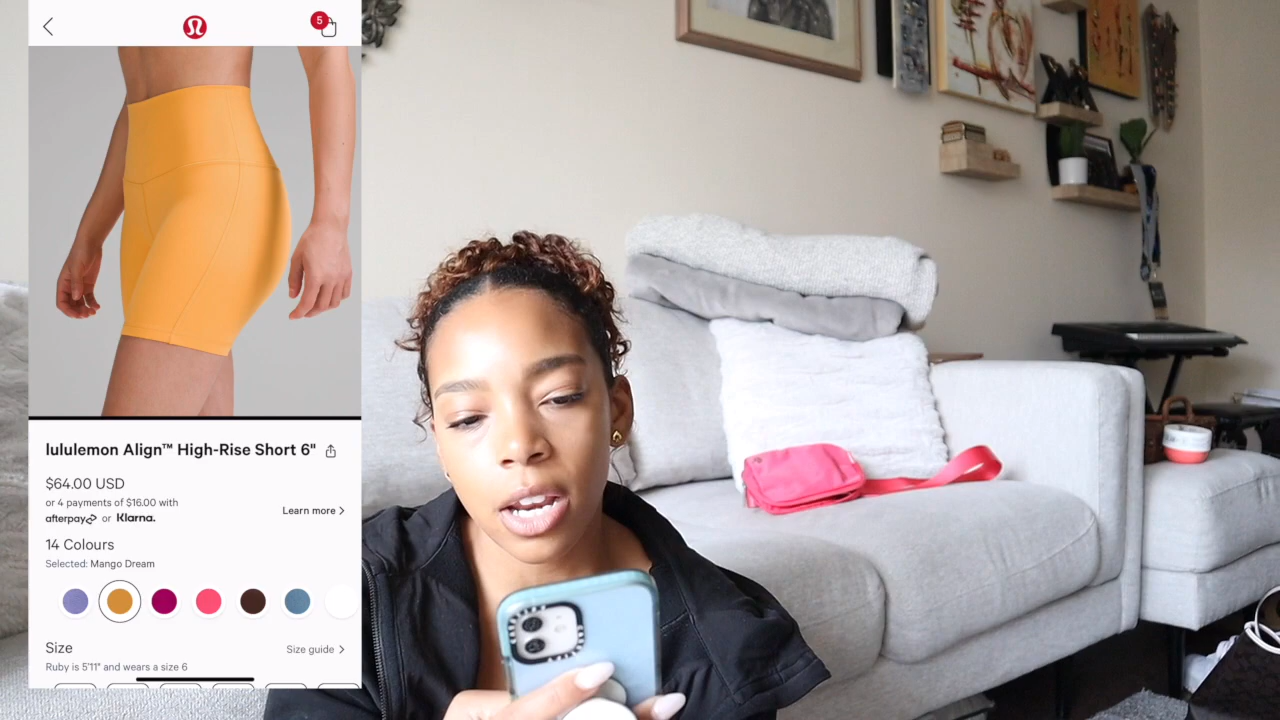 5
lululemon Align™ High-Rise Short 6"
$64.00 USD
or 4 payments of $16.00 with
afterpay or Klarna.
Learn more >
14 Colours
Selected: Mango Dream
Size
Size guide >
Ruby is 5'11" and wears a size 6